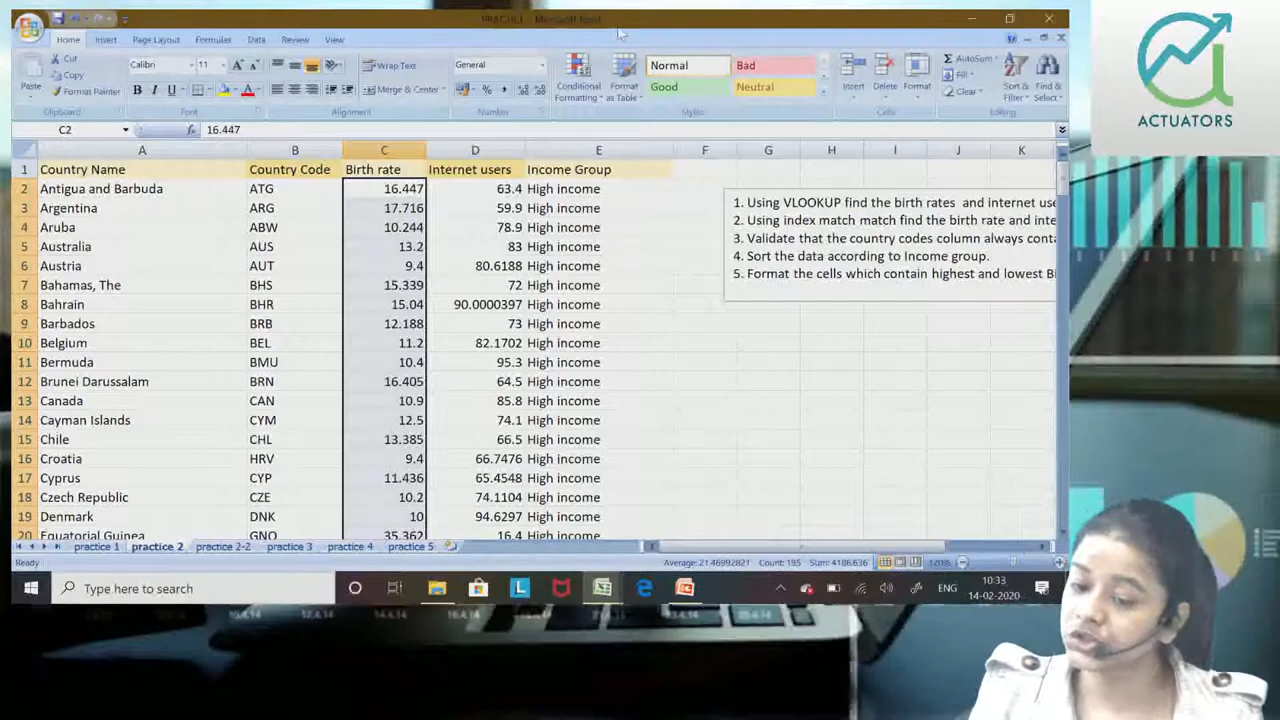 PRACTICE - Microsoft Excel
Home
Insert
Page Layout
Formulas
Data
Review
View
Paste
Cut
Copy
Format Painter
Clipboard
Calibri
11
B I U
Font
Wrap Text
Merge & Center
Alignment
General
%
Number
Conditional Formatting
Format as Table
Normal
Bad
Good
Neutral
Styles
Insert
Delete
Format
Cells
AutoSum
Fill
Clear
Sort & Filter
Find & Select
Editing
C2
fx
16.447
A B C D E F G H I J K
1 Country Name Country Code Birth rate Internet users Income Group
2 Antigua and Barbuda ATG 16.447 63.4 High income
3 Argentina ARG 17.716 59.9 High income
4 Aruba ABW 10.244 78.9 High income
5 Australia AUS 13.2 83 High income
6 Austria AUT 9.4 80.6188 High income
7 Bahamas, The BHS 15.339 72 High income
8 Bahrain BHR 15.04 90.0000397 High income
9 Barbados BRB 12.188 73 High income
10 Belgium BEL 11.2 82.1702 High income
11 Bermuda BMU 10.4 95.3 High income
12 Brunei Darussalam BRN 16.405 64.5 High income
13 Canada CAN 10.9 85.8 High income
14 Cayman Islands CYM 12.5 74.1 High income
15 Chile CHL 13.385 66.5 High income
16 Croatia HRV 9.4 66.7476 High income
17 Cyprus CYP 11.436 65.4548 High income
18 Czech Republic CZE 10.2 74.1104 High income
19 Denmark DNK 10 94.6297 High income
20 Equatorial Guinea GNQ 35.362 16.4 High income
1. Using VLOOKUP find the birth rates and internet use
2. Using index match match find the birth rate and inte
3. Validate that the country codes column always conta
4. Sort the data according to Income group.
5. Format the cells which contain highest and lowest Bi
practice 1
practice 2
practice 2-2
practice 3
practice 4
practice 5
Ready
Average: 21.46992821 Count: 195 Sum: 4186.636
120%
Type here to search
ENG
10:33
14-02-2020
ACTUATORS